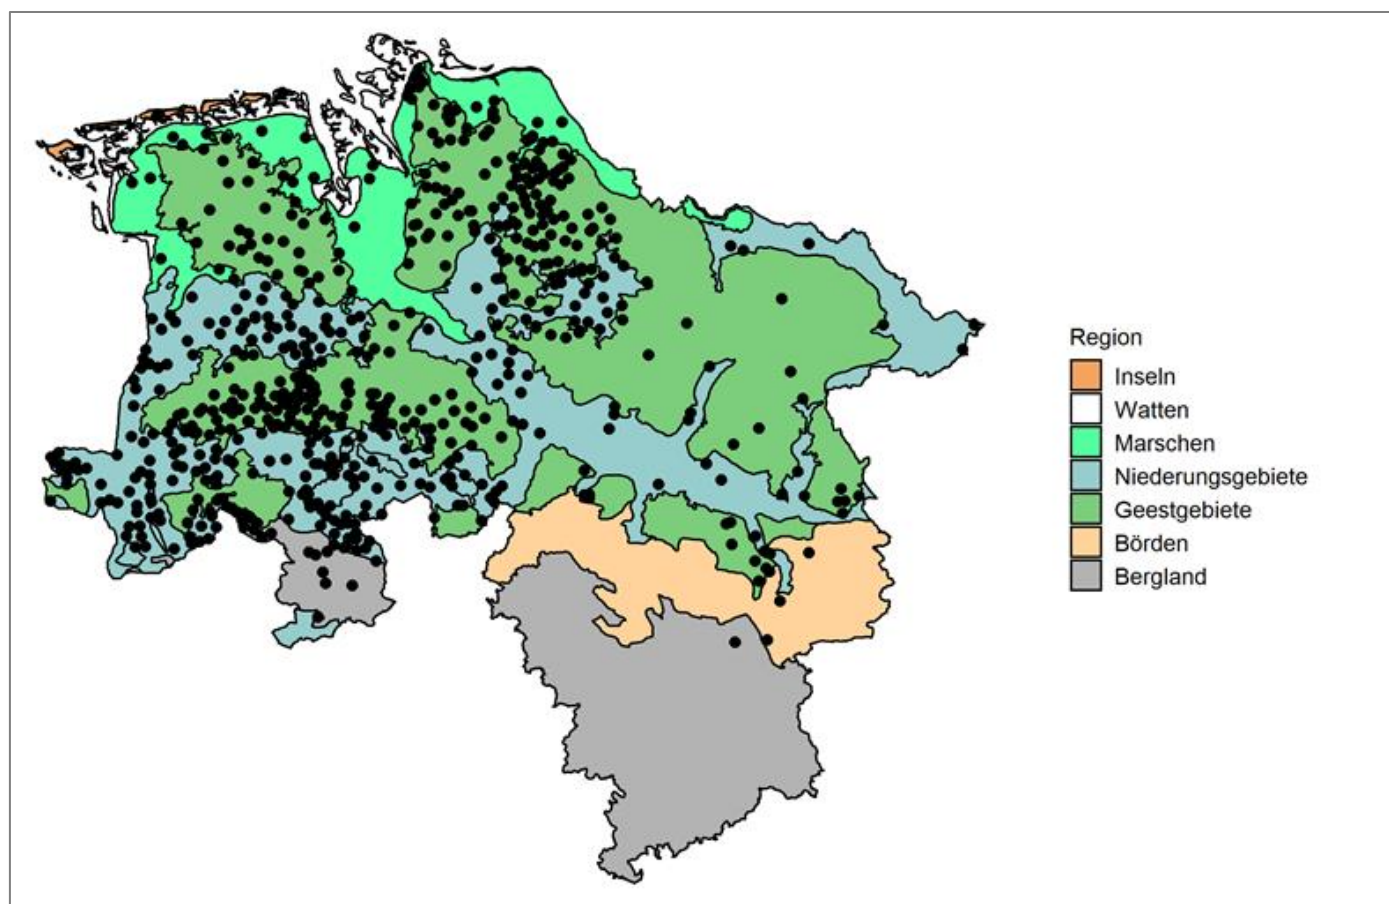 Region
Inseln
Watten
Marschen
Niederungsgebiete
Geestgebiete
Börden
Bergland